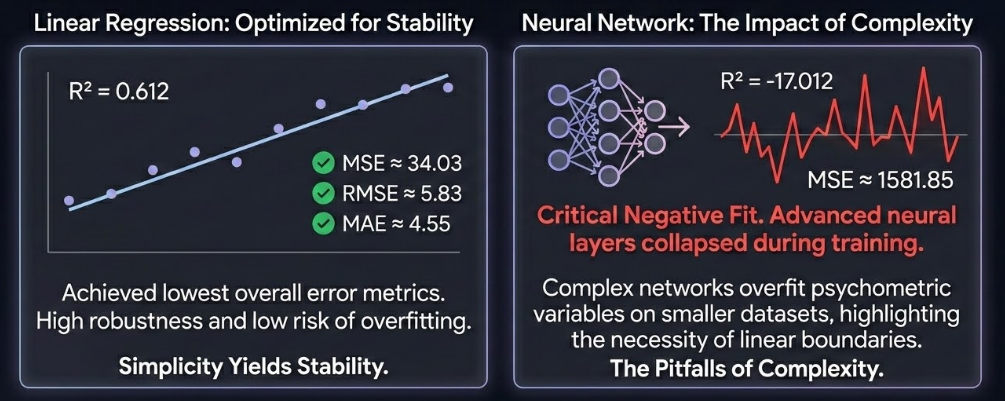 Linear Regression: Optimized for Stability
R² = 0.612
MSE ≈ 34.03
RMSE ≈ 5.83
MAE ≈ 4.55
Achieved lowest overall error metrics.
High robustness and low risk of overfitting.
Simplicity Yields Stability.
Neural Network: The Impact of Complexity
R² = -17.012
MSE ≈ 1581.85
Critical Negative Fit. Advanced neural
layers collapsed during training.
Complex networks overfit psychometric
variables on smaller datasets, highlighting
the necessity of linear boundaries.
The Pitfalls of Complexity.